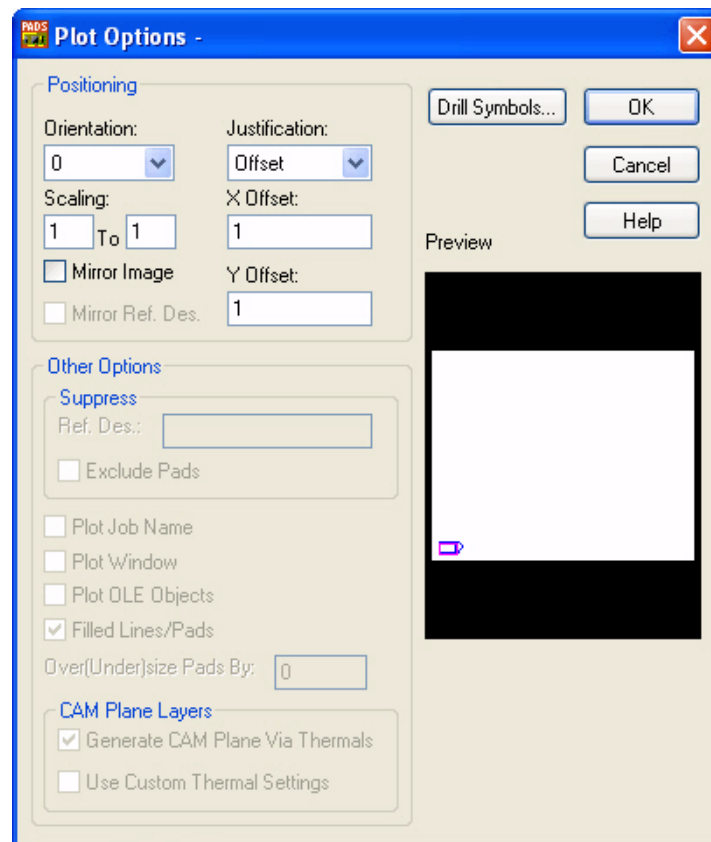 PADS
Plot Options -
Positioning
Orientation:
Justification:
0
Offset
Scaling:
X Offset:
1 To 1
1
Mirror Image
Y Offset:
Mirror Ref. Des.
1
Drill Symbols...
OK
Cancel
Help
Preview
Other Options
Suppress
Ref. Des.:
Exclude Pads
Plot Job Name
Plot Window
Plot OLE Objects
Filled Lines/Pads
Over(Under)size Pads By:
0
CAM Plane Layers
Generate CAM Plane Via Thermals
Use Custom Thermal Settings